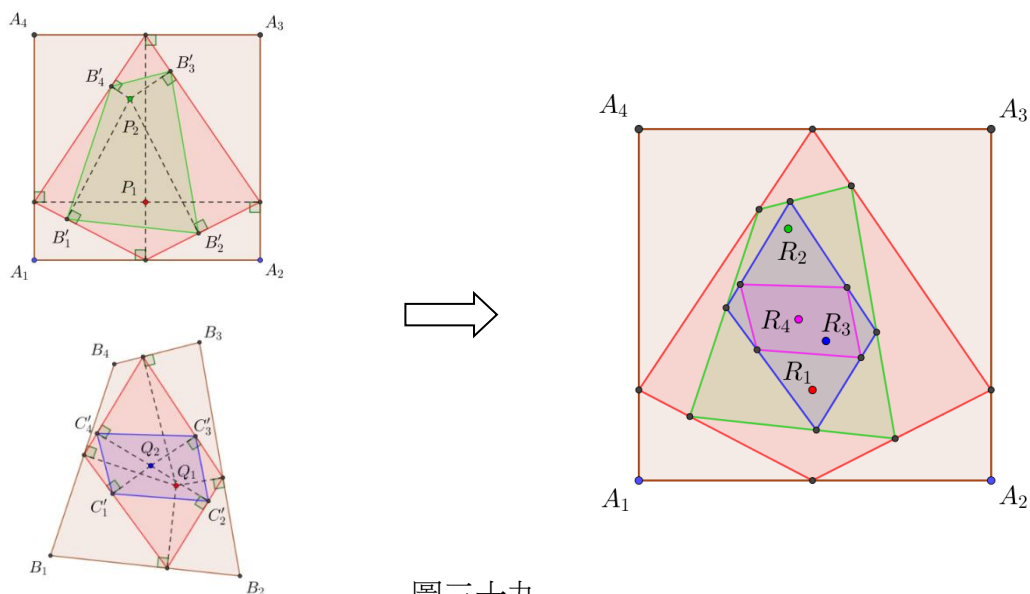 A₄ A₃
B′₄ B′₃
P₂
P₁
B′₁ B′₂
A₁ A₂
B₄ B₃
C′₄ C′₃
Q₂
Q₁
C′₁ C′₂
B₁ B₂
A₄ A₃
R₂
R₄ R₃
R₁
A₁ A₂